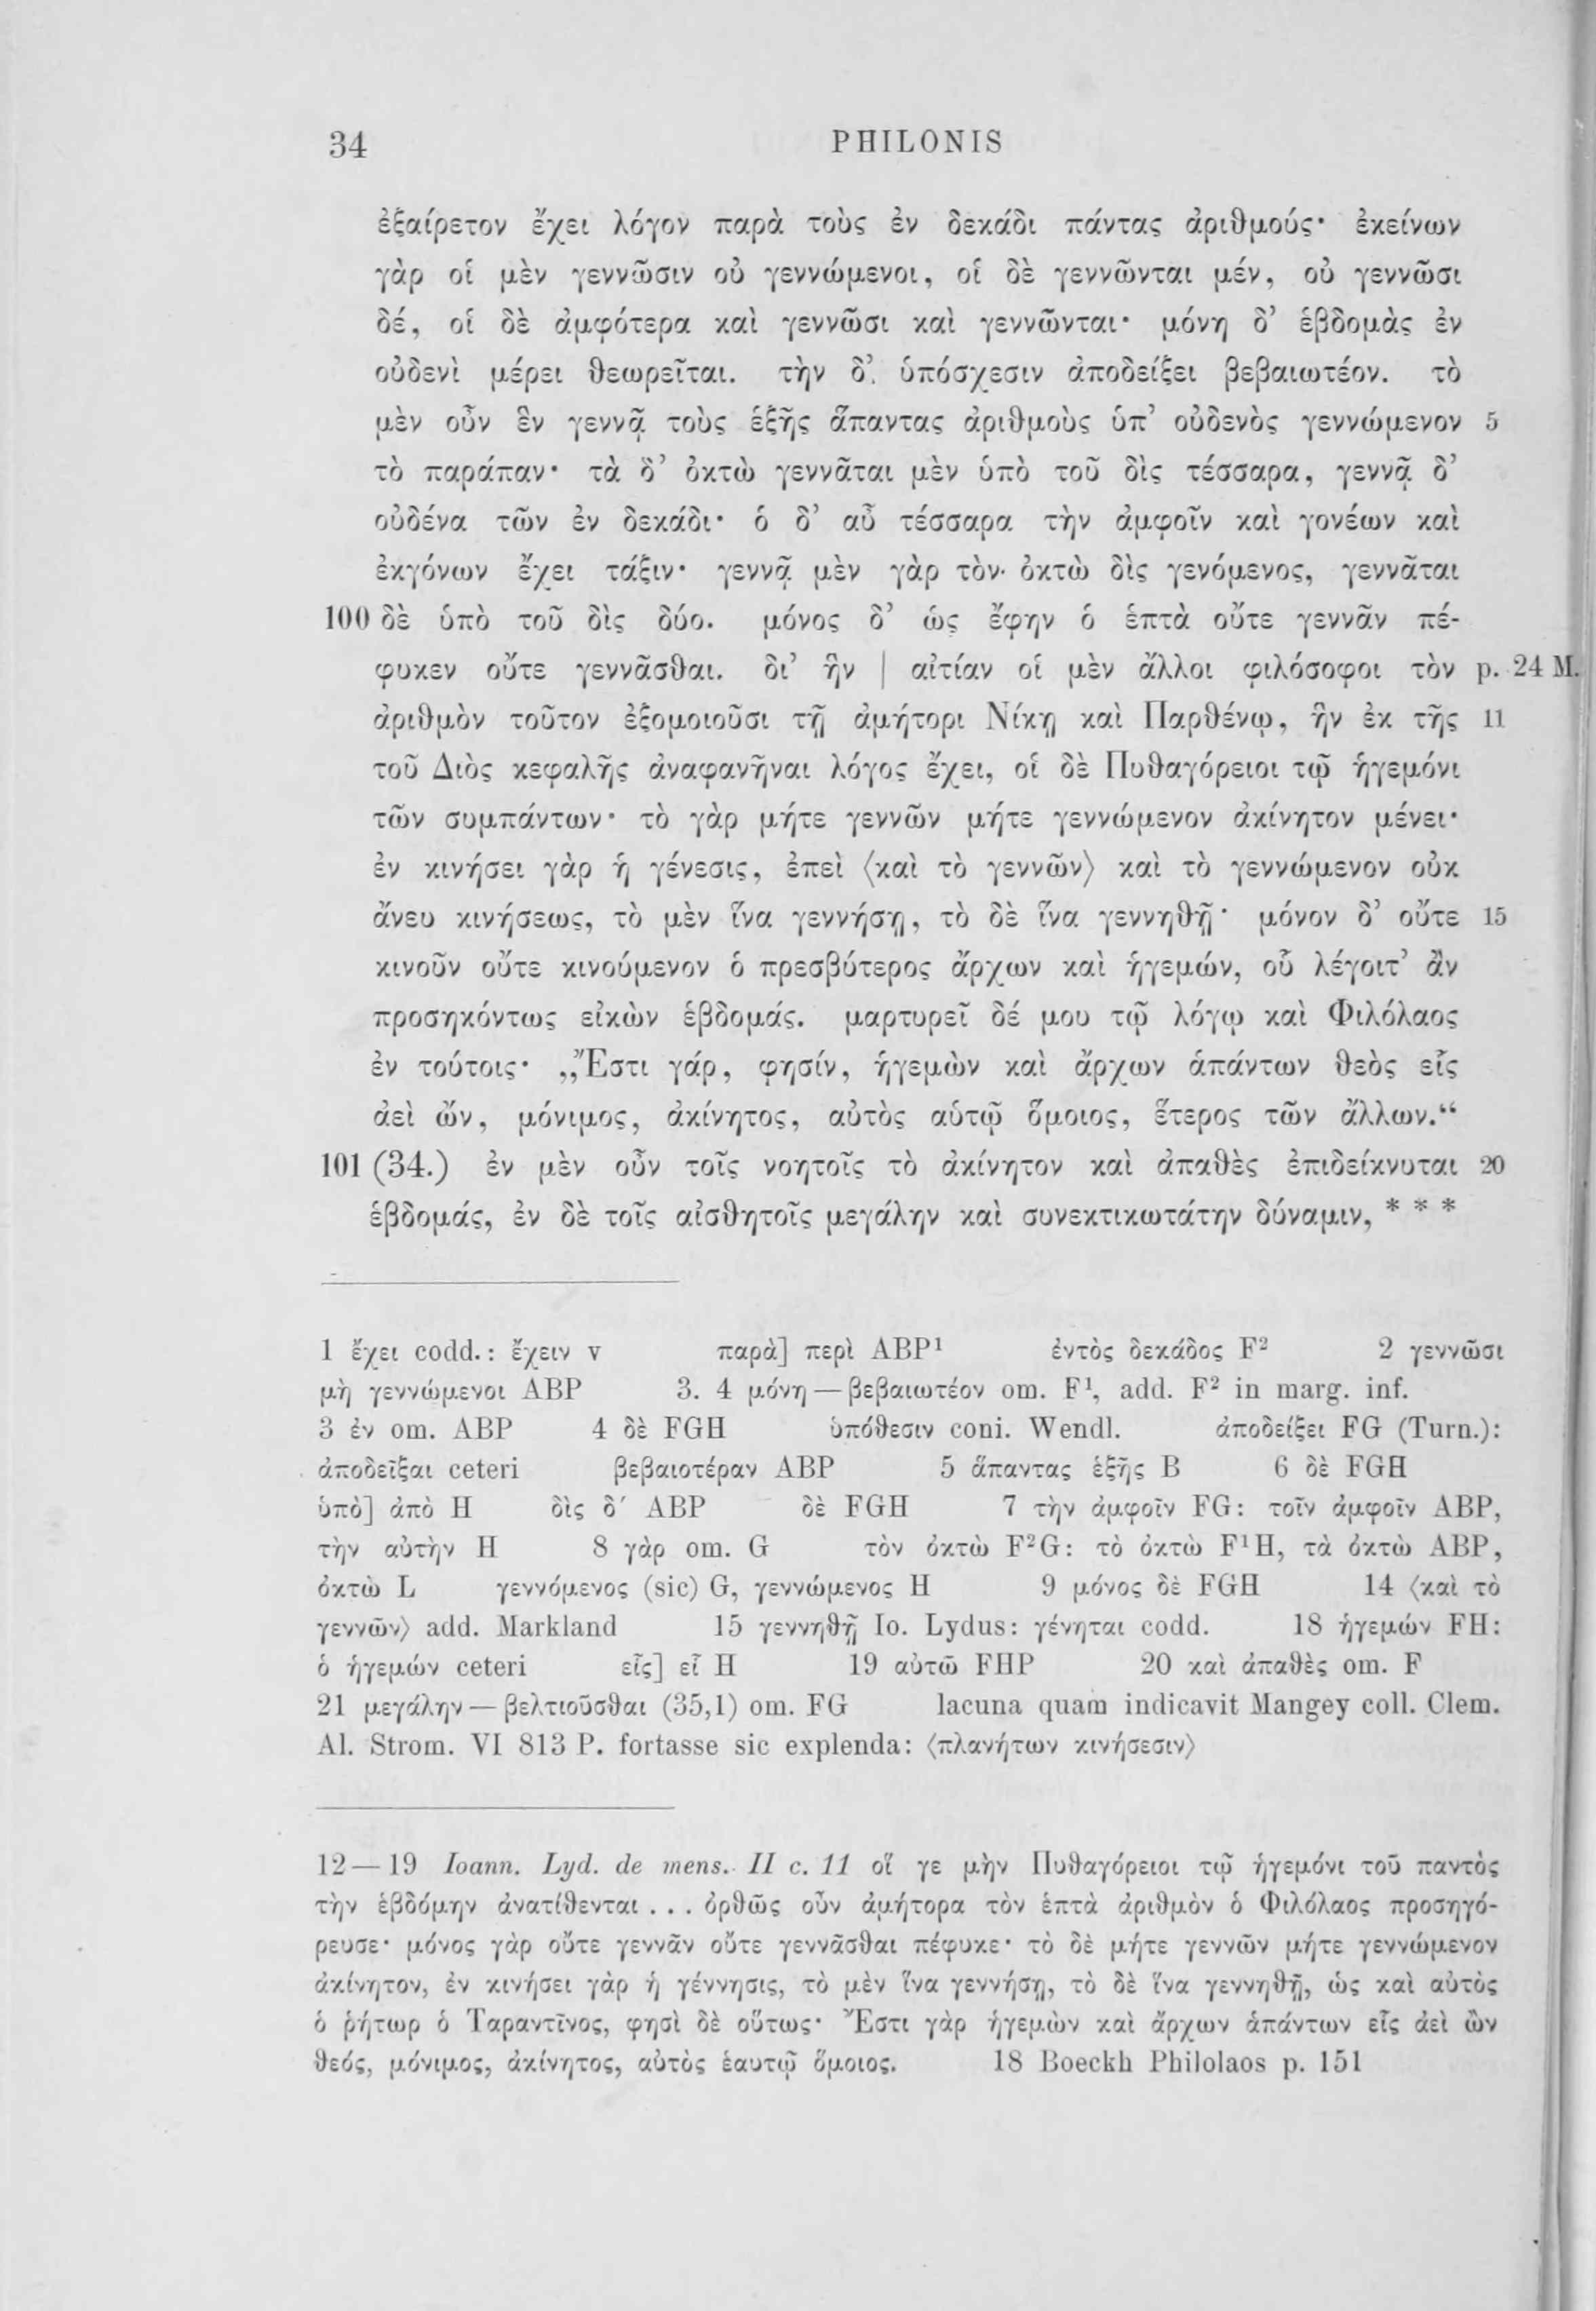 34 PHILONIS
ἐξαίρετον ἔχει λόγον παρὰ τοὺς ἐν δεκάδι πάντας ἀριθμούς· ἐκείνων
γὰρ οἱ μὲν γεννῶσιν οὐ γεννώμενοι, οἱ δὲ γεννῶνται μέν, οὐ γεννῶσι
δέ, οἱ δὲ ἀμφότερα καὶ γεννῶσι καὶ γεννῶνται· μόνη δ’ ἑβδομὰς ἐν
οὐδενὶ μέρει θεωρεῖται. τὴν δ’ ὑπόσχεσιν ἀποδείξει βεβαιωτέον. τὸ
μὲν οὖν ἓν γεννᾷ τοὺς ἑξῆς ἅπαντας ἀριθμοὺς ὑπ’ οὐδενὸς γεννώμενον 5
τὸ παράπαν· τὰ δ’ ὀκτὼ γεννᾶται μὲν ὑπὸ τοῦ δὶς τέσσαρα, γεννᾷ δ’
οὐδένα τῶν ἐν δεκάδι· ὁ δ’ αὖ τέσσαρα τὴν ἀμφοῖν καὶ γονέων καὶ
ἐκγόνων ἔχει τάξιν· γεννᾷ μὲν γὰρ τὸν ὀκτὼ δὶς γενόμενος, γεννᾶται
100 δὲ ὑπὸ τοῦ δὶς δύο. μόνος δ’ ὡς ἔφην ὁ ἑπτὰ οὔτε γεννᾶν πέ-
φυκεν οὔτε γεννᾶσθαι. δι’ ἣν | αἰτίαν οἱ μὲν ἄλλοι φιλόσοφοι τὸν p. 24 M.
ἀριθμὸν τοῦτον ἐξομοιοῦσι τῇ ἀμήτορι Νίκῃ καὶ Παρθένῳ, ἣν ἐκ τῆς 11
τοῦ Διὸς κεφαλῆς ἀναφανῆναι λόγος ἔχει, οἱ δὲ Πυθαγόρειοι τῷ ἡγεμόνι
τῶν συμπάντων· τὸ γὰρ μήτε γεννῶν μήτε γεννώμενον ἀκίνητον μένει·
ἐν κινήσει γὰρ ἡ γένεσις, ἐπεὶ ⟨καὶ τὸ γεννῶν⟩ καὶ τὸ γεννώμενον οὐκ
ἄνευ κινήσεως, τὸ μὲν ἵνα γεννήσῃ, τὸ δὲ ἵνα γεννηθῇ· μόνον δ’ οὔτε 15
κινοῦν οὔτε κινούμενον ὁ πρεσβύτερος ἄρχων καὶ ἡγεμών, οὗ λέγοιτ’ ἂν
προσηκόντως εἰκὼν ἑβδομάς. μαρτυρεῖ δέ μου τῷ λόγῳ καὶ Φιλόλαος
ἐν τούτοις· „Ἔστι γάρ, φησίν, ἡγεμὼν καὶ ἄρχων ἁπάντων θεὸς εἷς
ἀεὶ ὤν, μόνιμος, ἀκίνητος, αὐτὸς αὑτῷ ὅμοιος, ἕτερος τῶν ἄλλων.“
101 (34.) ἐν μὲν οὖν τοῖς νοητοῖς τὸ ἀκίνητον καὶ ἀπαθὲς ἐπιδείκνυται 20
ἑβδομάς, ἐν δὲ τοῖς αἰσθητοῖς μεγάλην καὶ συνεκτικωτάτην δύναμιν, * * *
1 ἔχει codd.: ἔχειν v παρὰ] περὶ ABP¹ ἐντὸς δεκάδος F² 2 γεννῶσι
μὴ γεννώμενοι ABP 3. 4 μόνη — βεβαιωτέον om. F¹, add. F² in marg. inf.
3 ἐν om. ABP 4 δὲ FGH ὑπόθεσιν coni. Wendl. ἀποδείξει FG (Turn.):
ἀποδεῖξαι ceteri βεβαιοτέραν ABP 5 ἅπαντας ἑξῆς B 6 δὲ FGH
ὑπὸ] ἀπὸ H δὶς δ´ ABP δὲ FGH 7 τὴν ἀμφοῖν FG: τοῖν ἀμφοῖν ABP,
τὴν αὐτὴν H 8 γὰρ om. G τὸν ὀκτὼ F²G: τὸ ὀκτὼ F¹H, τὰ ὀκτὼ ABP,
ὀκτὼ L γεννόμενος (sic) G, γεννώμενος H 9 μόνος δὲ FGH 14 ⟨καὶ τὸ
γεννῶν⟩ add. Markland 15 γεννηθῇ Io. Lydus: γένηται codd. 18 ἡγεμών FH:
ὁ ἡγεμών ceteri εἷς] εἶ H 19 αὐτῶ FHP 20 καὶ ἀπαθὲς om. F
21 μεγάλην — βελτιοῦσθαι (35,1) om. FG lacuna quam indicavit Mangey coll. Clem.
Al. Strom. VI 813 P. fortasse sic explenda: ⟨πλανήτων κινήσεσιν⟩
12 — 19 Ioann. Lyd. de mens. II c. 11 οἵ γε μὴν Πυθαγόρειοι τῷ ἡγεμόνι τοῦ παντὸς
τὴν ἑβδόμην ἀνατίθενται . . . ὀρθῶς οὖν ἀμήτορα τὸν ἑπτὰ ἀριθμὸν ὁ Φιλόλαος προσηγό-
ρευσε· μόνος γὰρ οὔτε γεννᾶν οὔτε γεννᾶσθαι πέφυκε· τὸ δὲ μήτε γεννῶν μήτε γεννώμενον
ἀκίνητον, ἐν κινήσει γὰρ ἡ γέννησις, τὸ μὲν ἵνα γεννήσῃ, τὸ δὲ ἵνα γεννηθῇ, ὡς καὶ αὐτὸς
ὁ ῥήτωρ ὁ Ταραντῖνος, φησὶ δὲ οὕτως· Ἔστι γὰρ ἡγεμὼν καὶ ἄρχων ἁπάντων εἷς ἀεὶ ὢν
θεός, μόνιμος, ἀκίνητος, αὐτὸς ἑαυτῷ ὅμοιος. 18 Boeckh Philolaos p. 151